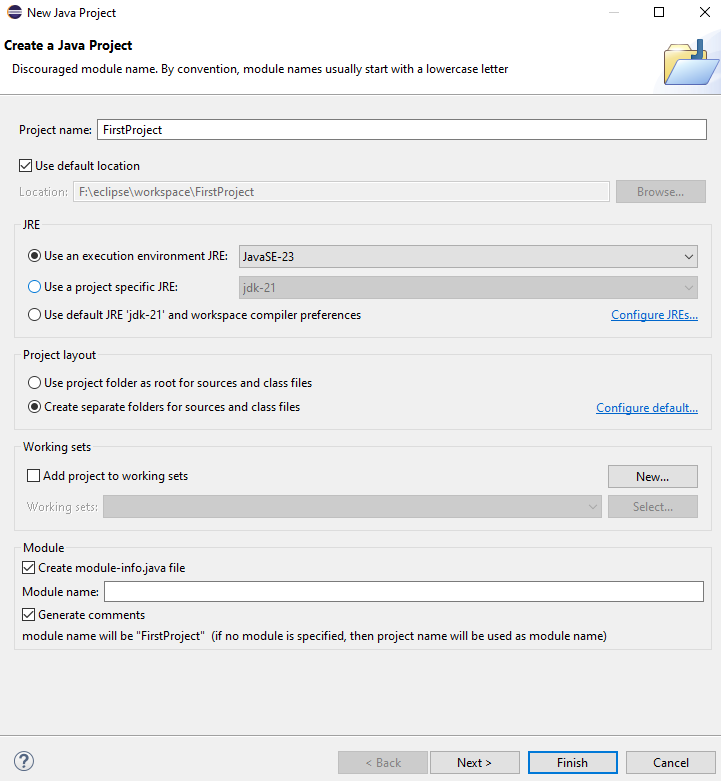 New Java Project
Create a Java Project
Discouraged module name. By convention, module names usually start with a lowercase letter
Project name: FirstProject
Use default location
Location: F:\eclipse\workspace\FirstProject Browse...
JRE
Use an execution environment JRE: JavaSE-23
Use a project specific JRE: jdk-21
Use default JRE 'jdk-21' and workspace compiler preferences Configure JREs...
Project layout
Use project folder as root for sources and class files
Create separate folders for sources and class files Configure default...
Working sets
Add project to working sets New...
Working sets: Select...
Module
Create module-info.java file
Module name:
Generate comments
module name will be "FirstProject" (if no module is specified, then project name will be used as module name)
? < Back Next > Finish Cancel